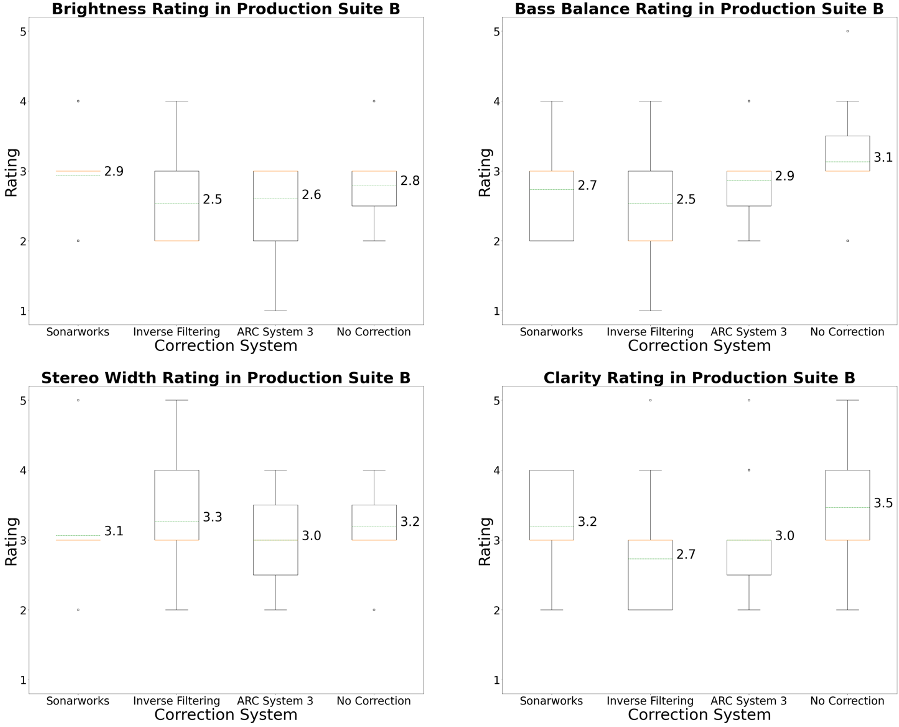 Brightness Rating in Production Suite B
5
4
3
2
1
Rating
2.9
2.5
2.6
2.8
Sonarworks Inverse Filtering ARC System 3 No Correction
Correction System
Bass Balance Rating in Production Suite B
5
4
3
2
1
Rating
2.7
2.5
2.9
3.1
Sonarworks Inverse Filtering ARC System 3 No Correction
Correction System
Stereo Width Rating in Production Suite B
5
4
3
2
1
Rating
3.1
3.3
3.0
3.2
Sonarworks Inverse Filtering ARC System 3 No Correction
Correction System
Clarity Rating in Production Suite B
5
4
3
2
1
Rating
3.2
2.7
3.0
3.5
Sonarworks Inverse Filtering ARC System 3 No Correction
Correction System